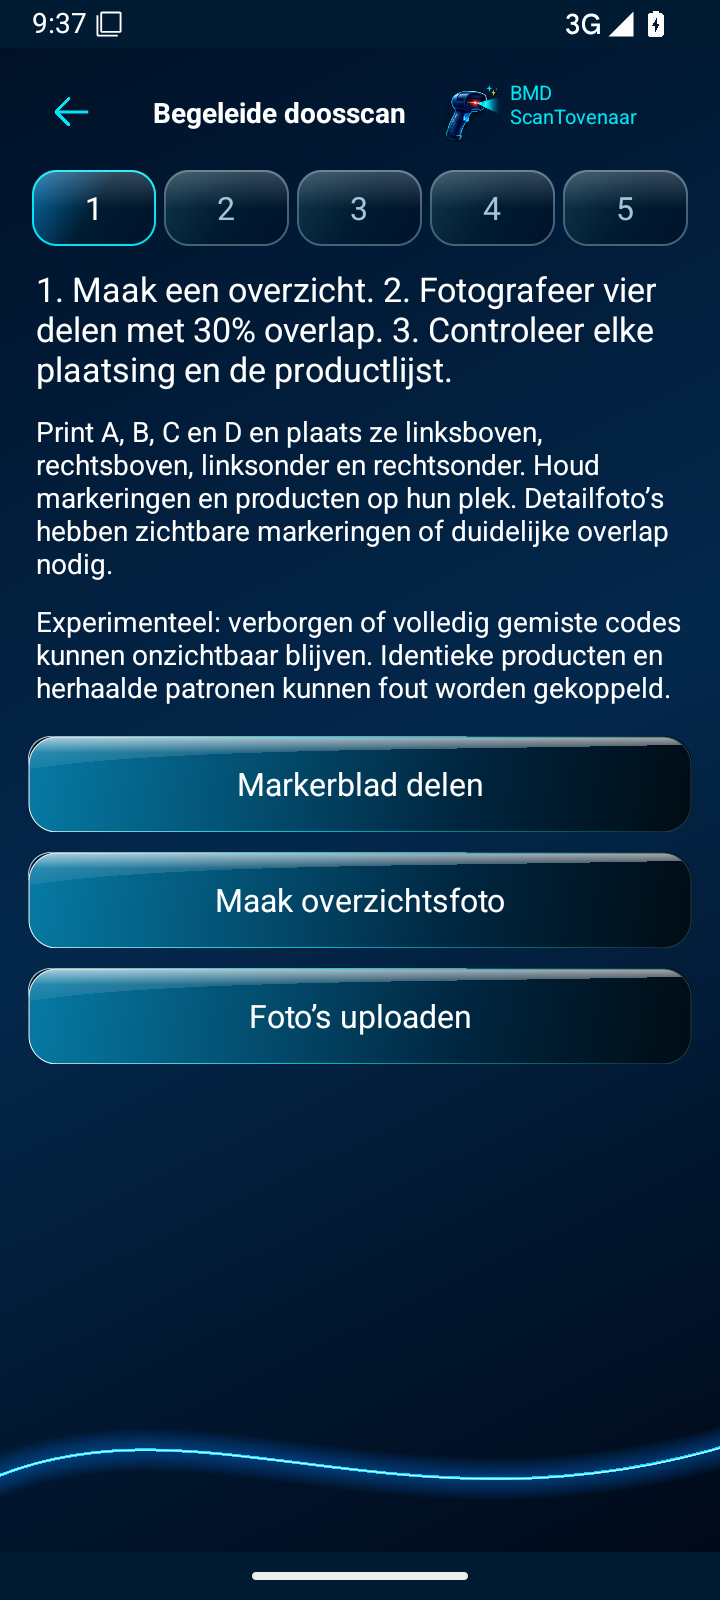 9:37
3G
Begeleide doosscan
BMD
ScanTovenaar
1
2
3
4
5
1. Maak een overzicht. 2. Fotografeer vier
delen met 30% overlap. 3. Controleer elke
plaatsing en de productlijst.
Print A, B, C en D en plaats ze linksboven,
rechtsboven, linksonder en rechtsonder. Houd
markeringen en producten op hun plek. Detailfoto’s
hebben zichtbare markeringen of duidelijke overlap
nodig.
Experimenteel: verborgen of volledig gemiste codes
kunnen onzichtbaar blijven. Identieke producten en
herhaalde patronen kunnen fout worden gekoppeld.
Markerblad delen
Maak overzichtsfoto
Foto’s uploaden